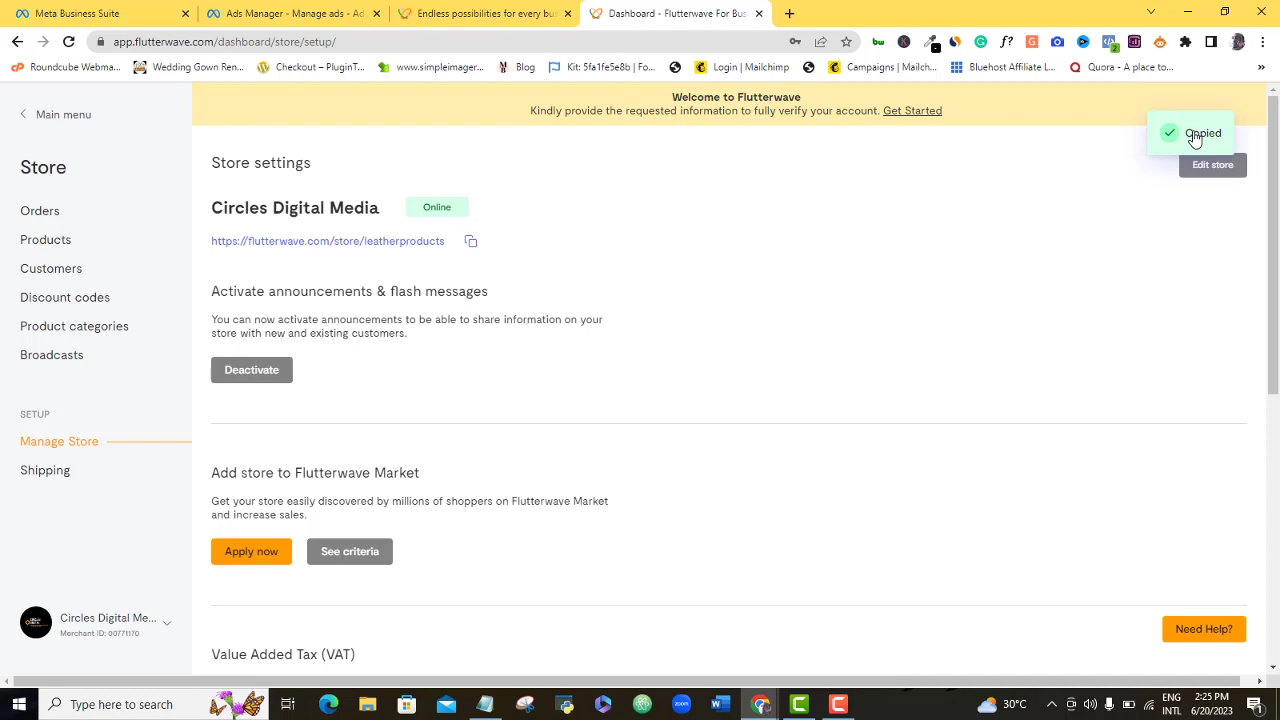 Meta Business Suite
Ads Manager - Manage ads - Ad
Endless possibilities for every bu
Dashboard - Flutterwave For Bus
app.flutterwave.com/dashboard/store/setup/
Roundcube Webma...
Wedding Gown Ren...
Checkout – PluginT...
www.simpleimager...
Blog
Kit: 5fa1fe5e8b | Fo...
Login | Mailchimp
Campaigns | Mailch...
Bluehost Affiliate L...
Quora - A place to...
»
Main menu
Welcome to Flutterwave
Kindly provide the requested information to fully verify your account. Get Started
Copied
Edit store
Store
Orders
Products
Customers
Discount codes
Product categories
Broadcasts
SETUP
Manage Store
Shipping
Circles Digital Me...
Merchant ID: 00771170
Store settings
Circles Digital Media
Online
https://flutterwave.com/store/leatherproducts
Activate announcements & flash messages
You can now activate announcements to be able to share information on your
store with new and existing customers.
Deactivate
Add store to Flutterwave Market
Get your store easily discovered by millions of shoppers on Flutterwave Market
and increase sales.
Apply now
See criteria
Value Added Tax (VAT)
Need Help?
Type here to search
30°C
ENG
INTL
2:25 PM
6/20/2023